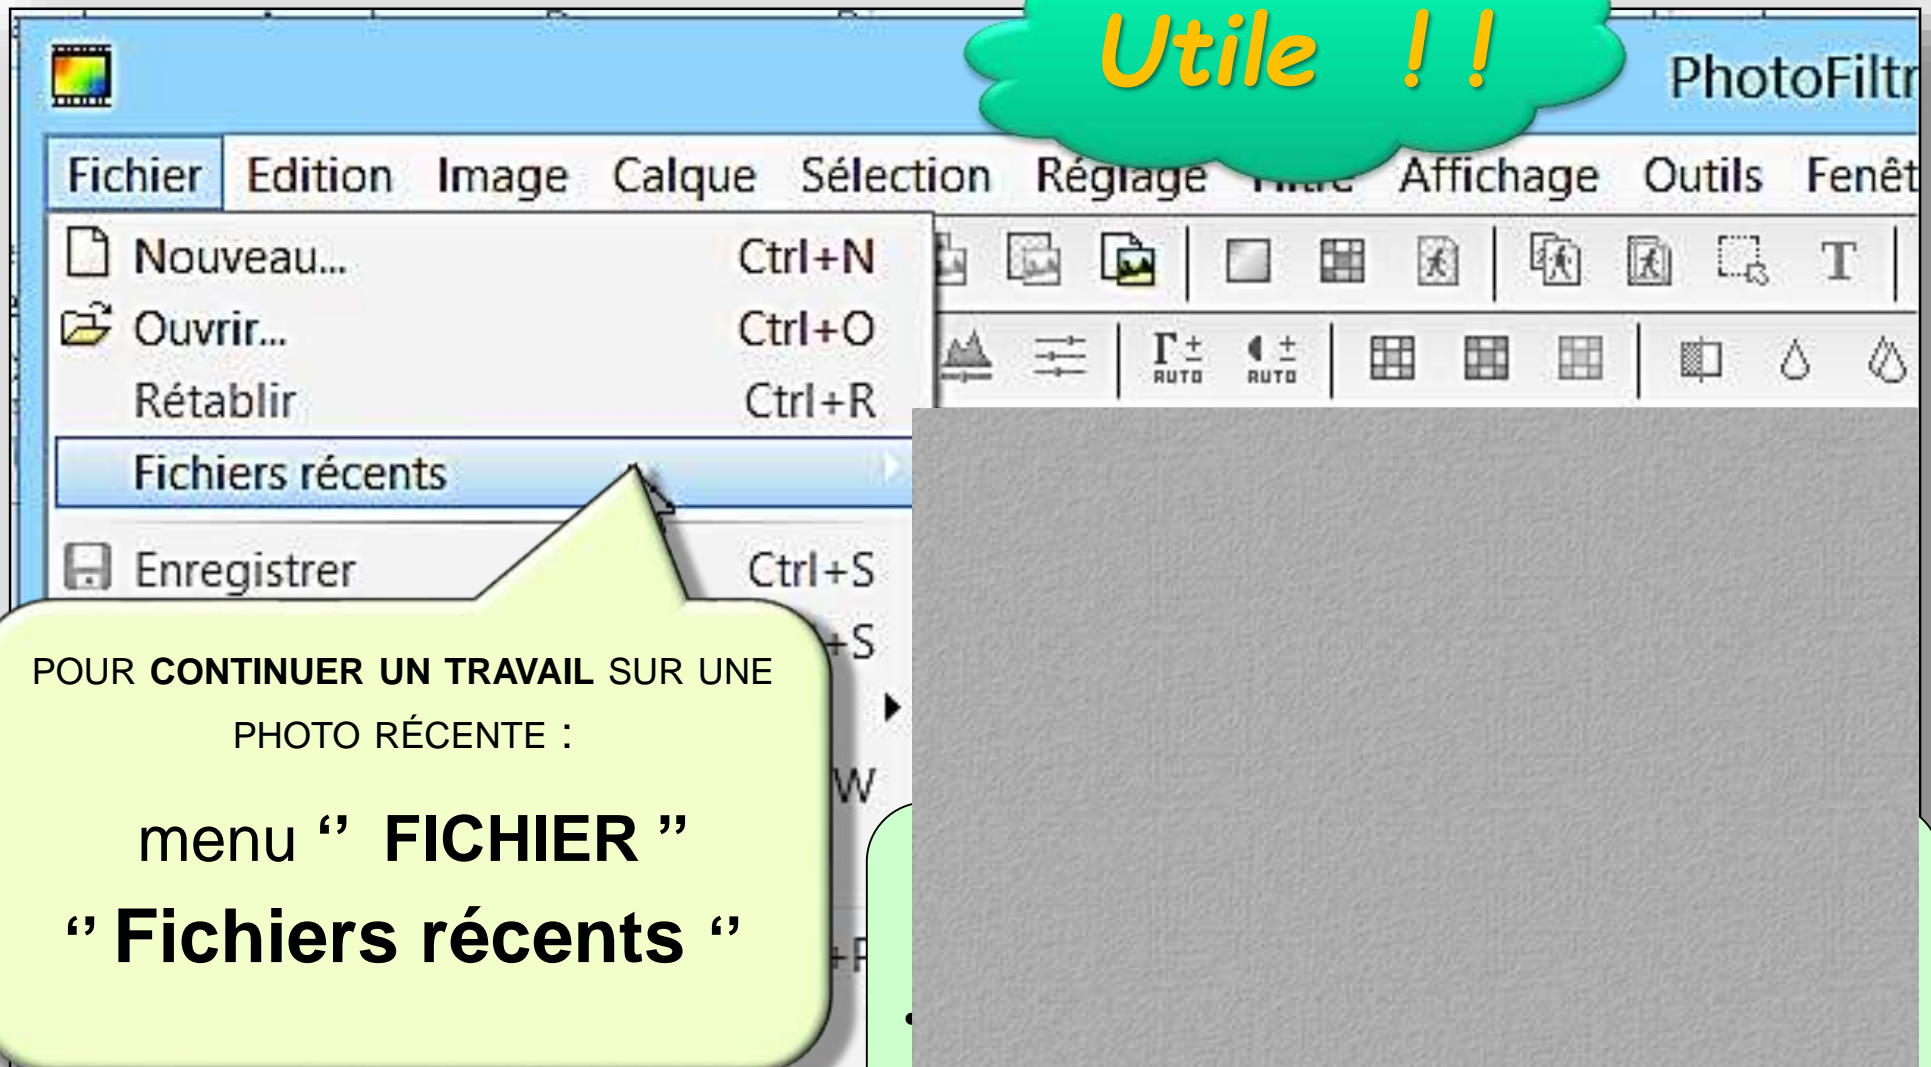 Utile ! !
PhotoFiltr
Fichier Edition Image Calque Sélection Réglage Filtre Affichage Outils Fenêt
Nouveau... Ctrl+N
Ouvrir... Ctrl+O
AUTO AUTO
Rétablir Ctrl+R
Fichiers récents
Enregistrer Ctrl+S
+S
POUR CONTINUER UN TRAVAIL SUR UNE
PHOTO RÉCENTE :
W
menu ‘’ FICHIER ’’
‘’ Fichiers récents ‘’